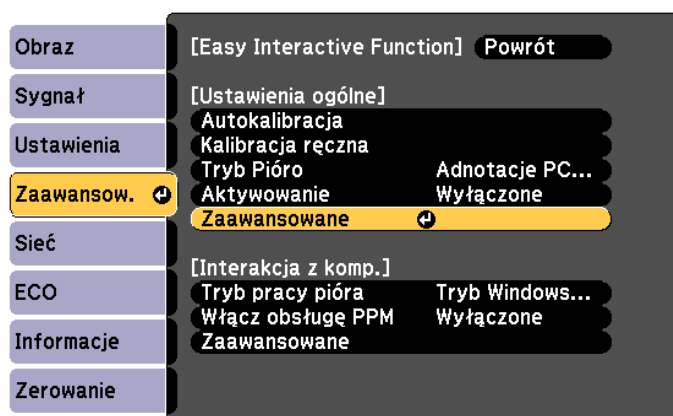 Obraz
Sygnał
Ustawienia
Zaawansow.
Sieć
ECO
Informacje
Zerowanie
[Easy Interactive Function] Powrót
[Ustawienia ogólne]
Autokalibracja
Kalibracja ręczna
Tryb Pióro Adnotacje PC...
Aktywowanie Wyłączone
Zaawansowane
[Interakcja z komp.]
Tryb pracy pióra Tryb Windows...
Włącz obsługę PPM Wyłączone
Zaawansowane